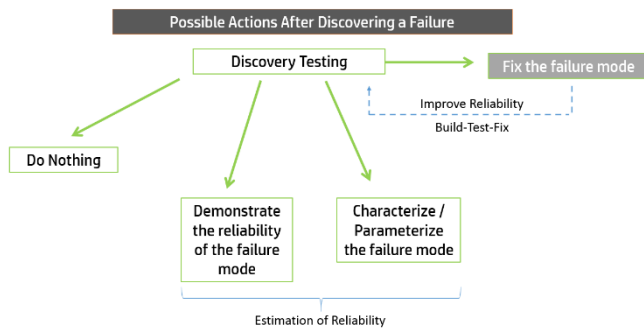 Possible Actions After Discovering a Failure
Discovery Testing
Fix the failure mode
Improve Reliability
Build-Test-Fix
Do Nothing
Demonstrate
the reliability
of the failure
mode
Characterize /
Parameterize
the failure mode
Estimation of Reliability